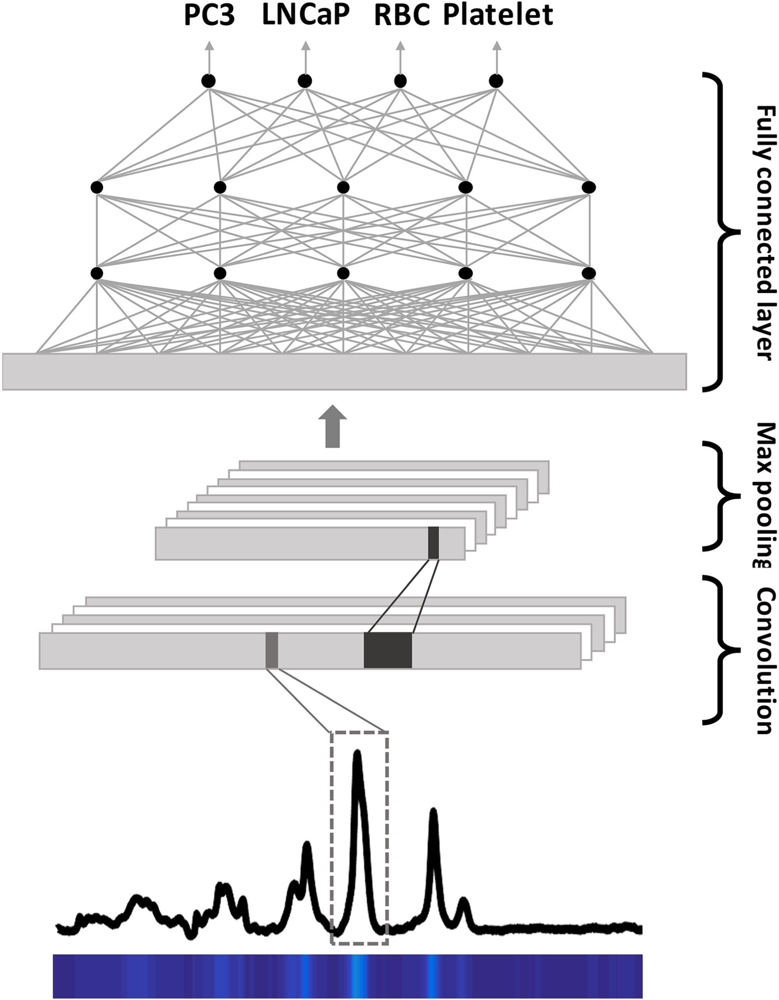 PC3 LNCaP RBC Platelet
Fully connected layer
Max pooling
Convolution